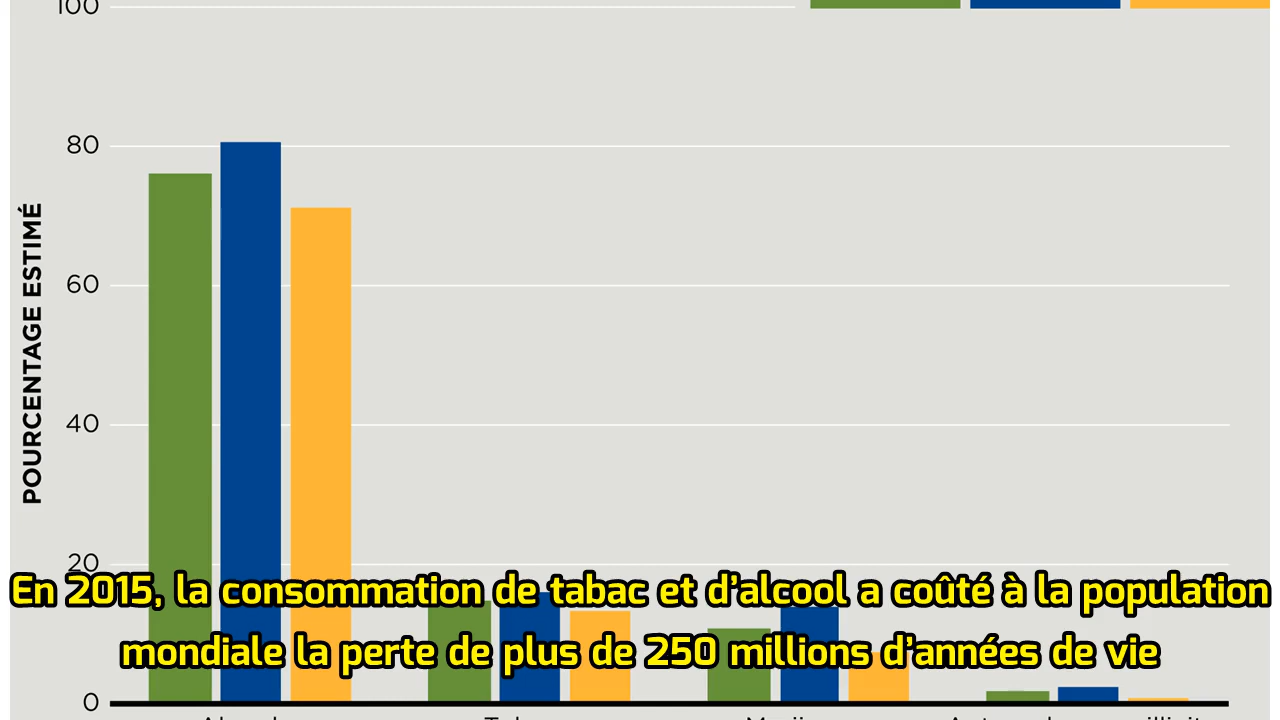 100
80
60
40
20
0
POURCENTAGE ESTIMÉ
En 2015, la consommation de tabac et d’alcool a coûté à la population
mondiale la perte de plus de 250 millions d’années de vie